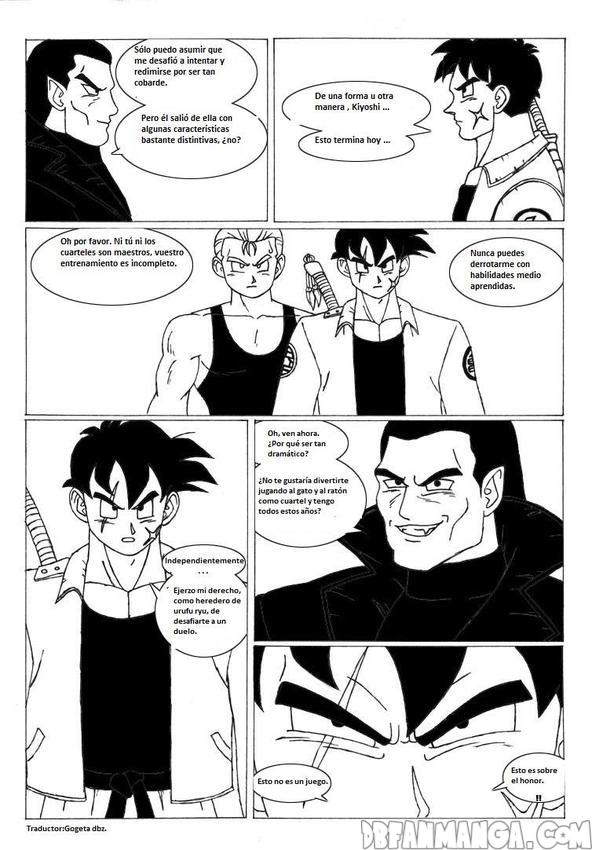 Sólo puedo asumir que
me desafió a intentar y
redimirse por ser tan
cobarde.
Pero él salió de ella con
algunas características
bastante distintivas, ¿no?
De una forma u otra
manera , Kiyoshi ...
Esto termina hoy ...
Oh por favor. Ni tú ni los
cuarteles son maestros, vuestro
entrenamiento es incompleto.
Nunca puedes
derrotarme con
habilidades medio
aprendidas.
Oh, ven ahora.
¿Por qué ser tan
dramático?
¿No te gustaría divertirte
jugando al gato y al ratón
como cuartel y tengo
todos estos años?
Independientemente
...
Ejerzo mi derecho,
como heredero de
urufu ryu, de
desafiarte a un
duelo.
Esto no es un juego.
Esto es sobre
el honor.
!!
Traductor:Gogeta dbz.
DBFANMANGA.COM